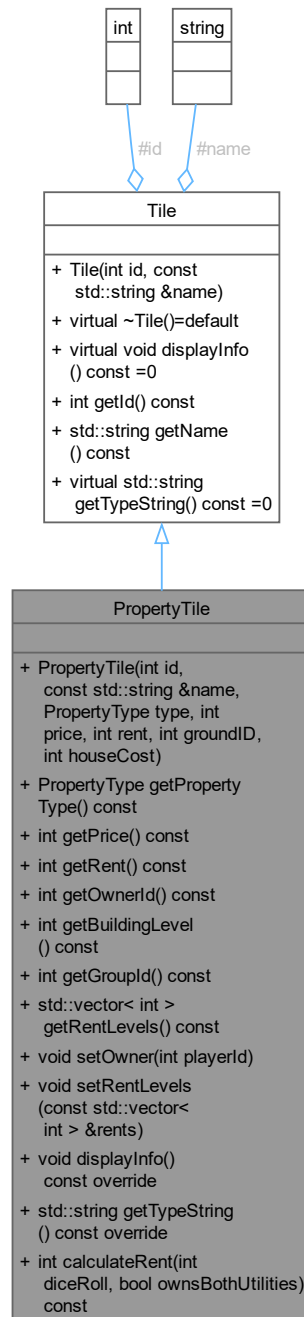 int
string
#id
#name
Tile
+ Tile(int id, const
std::string &name)
+ virtual ~Tile()=default
+ virtual void displayInfo
() const =0
+ int getId() const
+ std::string getName
() const
+ virtual std::string
getTypeString() const =0
PropertyTile
+ PropertyTile(int id,
const std::string &name,
PropertyType type, int
price, int rent, int groundID,
int houseCost)
+ PropertyType getProperty
Type() const
+ int getPrice() const
+ int getRent() const
+ int getOwnerId() const
+ int getBuildingLevel
() const
+ int getGroupId() const
+ std::vector< int >
getRentLevels() const
+ void setOwner(int playerId)
+ void setRentLevels
(const std::vector<
int > &rents)
+ void displayInfo()
const override
+ std::string getTypeString
() const override
+ int calculateRent(int
diceRoll, bool ownsBothUtilities)
const